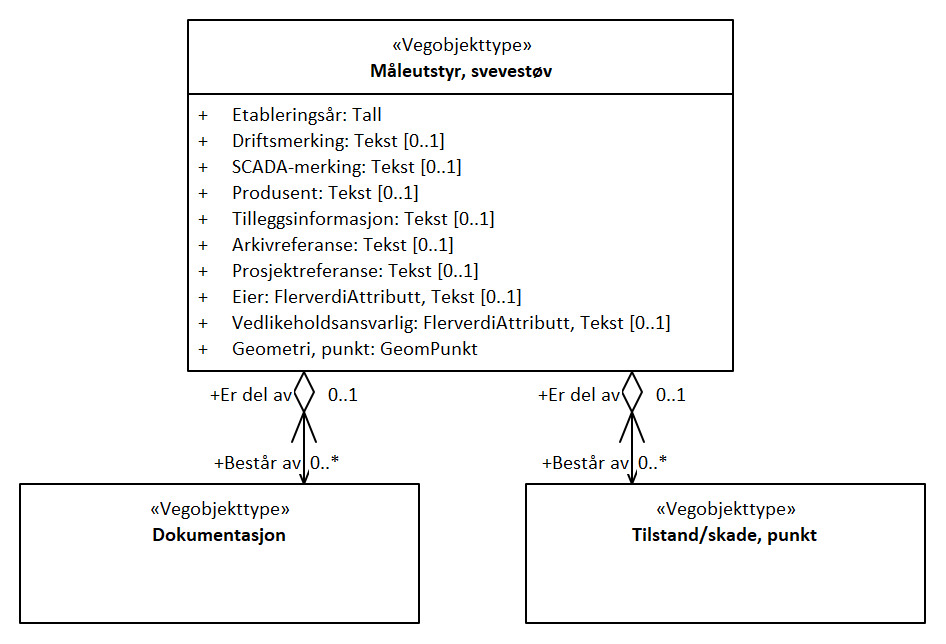 «Vegobjekttype»
Måleutstyr, svevestøv
+ Etableringsår: Tall
+ Driftsmerking: Tekst [0..1]
+ SCADA-merking: Tekst [0..1]
+ Produsent: Tekst [0..1]
+ Tilleggsinformasjon: Tekst [0..1]
+ Arkivreferanse: Tekst [0..1]
+ Prosjektreferanse: Tekst [0..1]
+ Eier: FlerverdiAttributt, Tekst [0..1]
+ Vedlikeholdsansvarlig: FlerverdiAttributt, Tekst [0..1]
+ Geometri, punkt: GeomPunkt
+Er del av 0..1 +Er del av 0..1
+Består av 0..* +Består av 0..*
«Vegobjekttype»
Dokumentasjon
«Vegobjekttype»
Tilstand/skade, punkt